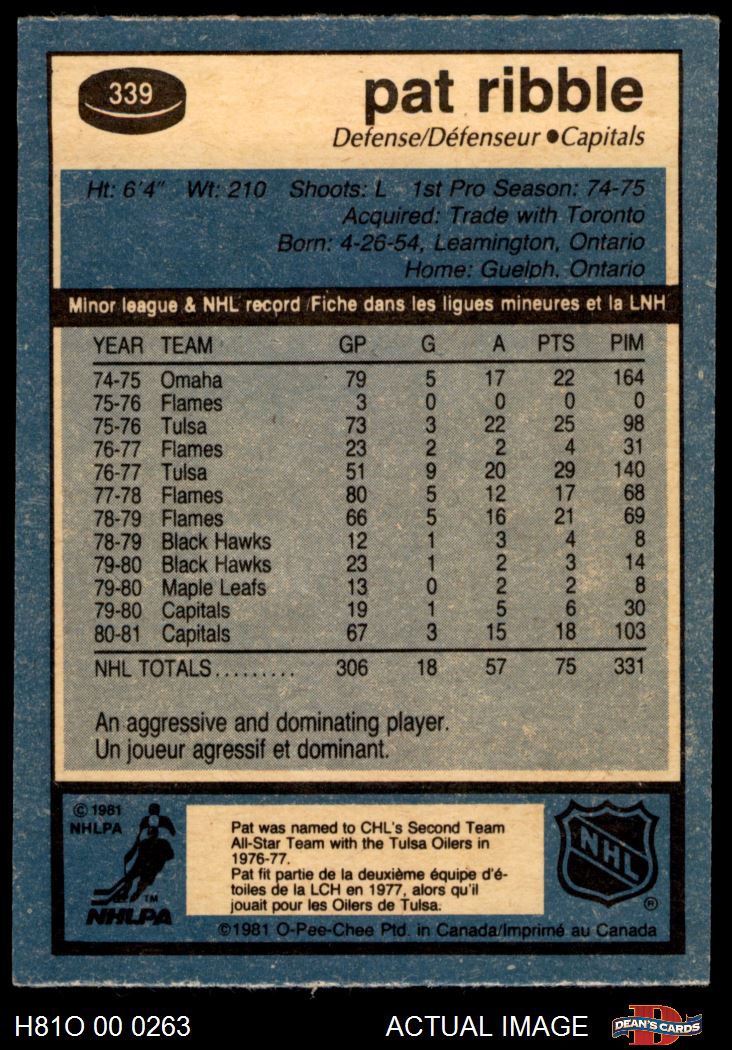 339
pat ribble
Defense/Défenseur ●Capitals
Ht: 6'4" Wt: 210 Shoots: L 1st Pro Season: 74-75
Acquired: Trade with Toronto
Born: 4-26-54, Leamington, Ontario
Home: Guelph, Ontario
Minor league & NHL record /Fiche dans les ligues mineures et la LNH
YEAR TEAM GP G A PTS PIM
74-75 Omaha 79 5 17 22 164
75-76 Flames 3 0 0 0 0
75-76 Tulsa 73 3 22 25 98
76-77 Flames 23 2 2 4 31
76-77 Tulsa 51 9 20 29 140
77-78 Flames 80 5 12 17 68
78-79 Flames 66 5 16 21 69
78-79 Black Hawks 12 1 3 4 8
79-80 Black Hawks 23 1 2 3 14
79-80 Maple Leafs 13 0 2 2 8
79-80 Capitals 19 1 5 6 30
80-81 Capitals 67 3 15 18 103
NHL TOTALS......... 306 18 57 75 331
An aggressive and dominating player.
Un joueur agressif et dominant.
© 1981
NHLPA
TM
NHLPA
Pat was named to CHL's Second Team
All-Star Team with the Tulsa Oilers in
1976-77.
Pat fit partie de la deuxième équipe d'é-
toiles de la LCH en 1977, alors qu'il
jouait pour les Oilers de Tulsa.
NHL
®
©1981 O-Pee-Chee Ptd. in Canada/Imprimé au Canada
H81O 00 0263
ACTUAL IMAGE
D
DEAN'S CARDS